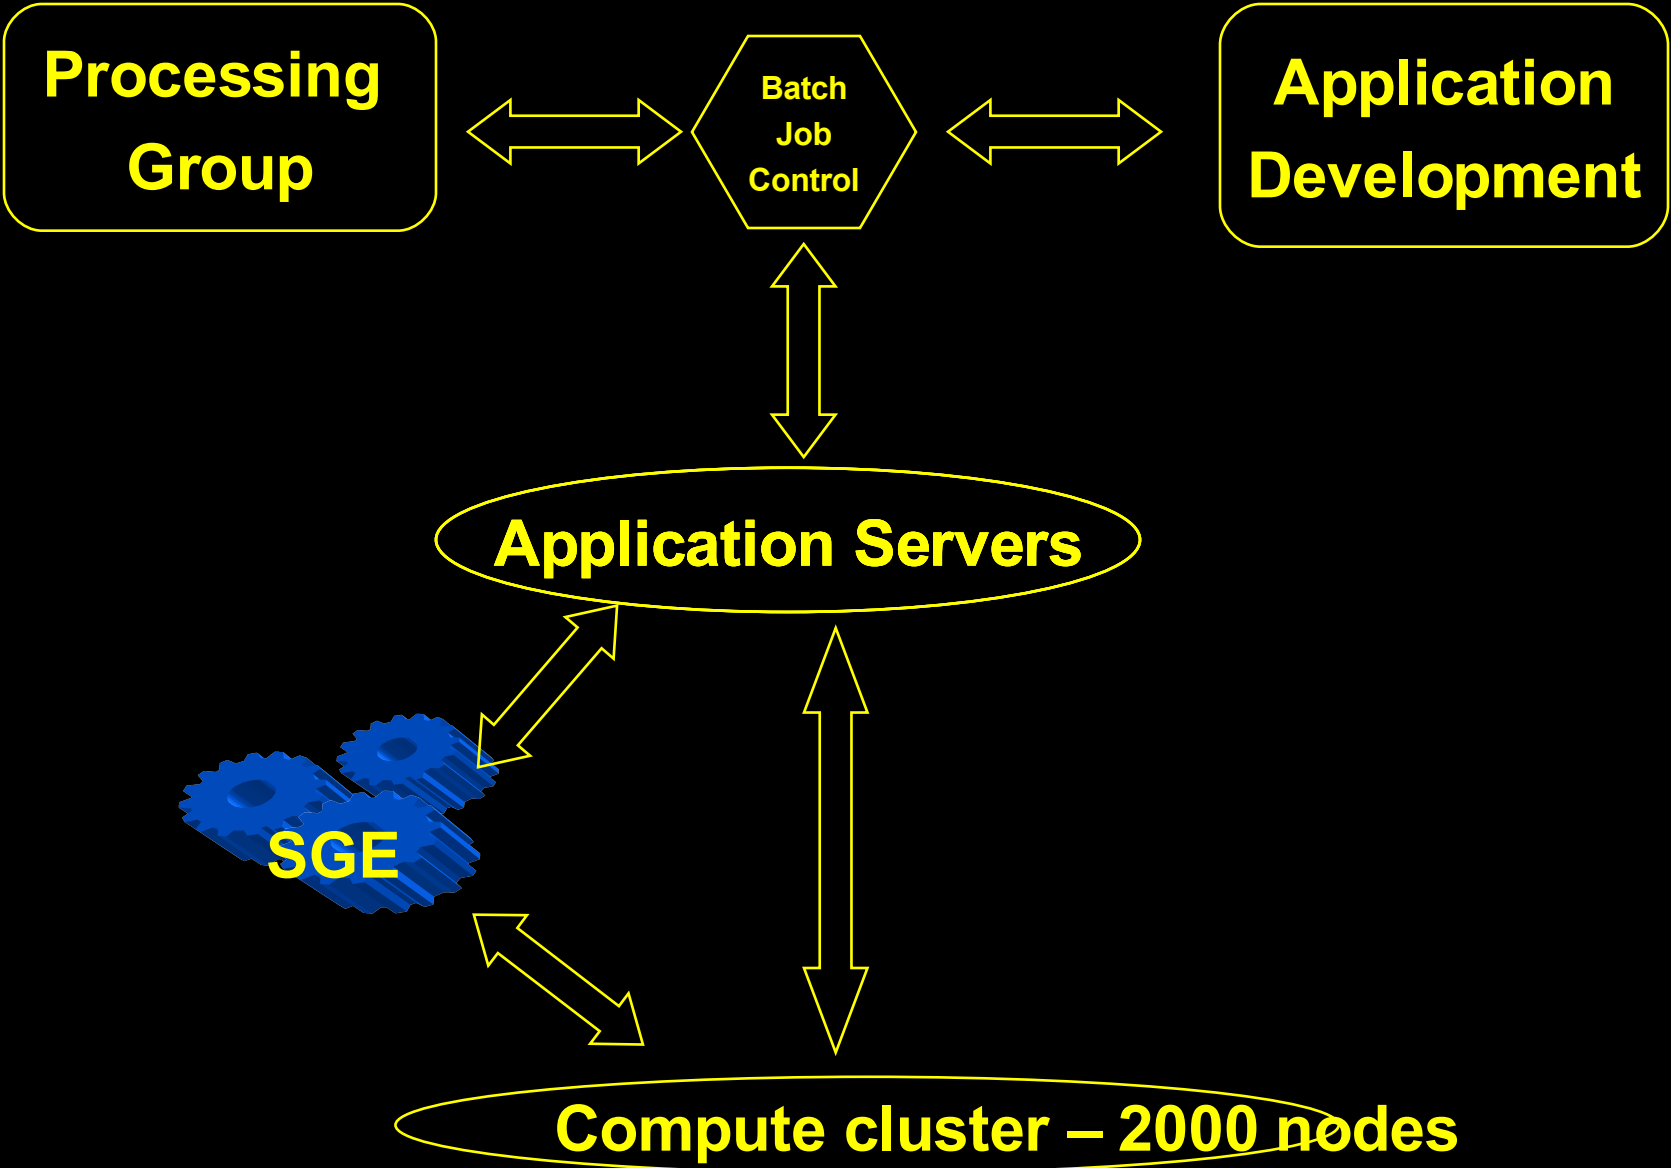 Processing
Group
Batch
Job
Control
Application
Development
Application Servers
SGE
Compute cluster – 2000 nodes